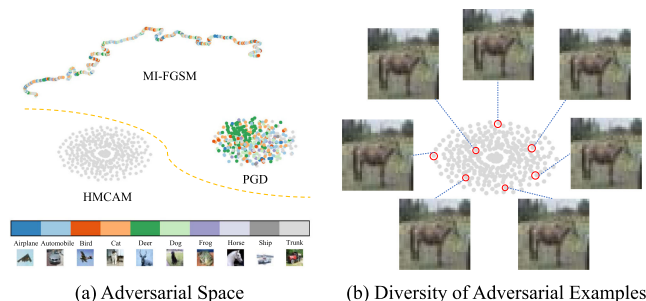 MI-FGSM
HMCAM
PGD
Airplane Automobile Bird Cat Deer Dog Frog Horse Ship Trunk
(a) Adversarial Space
(b) Diversity of Adversarial Examples